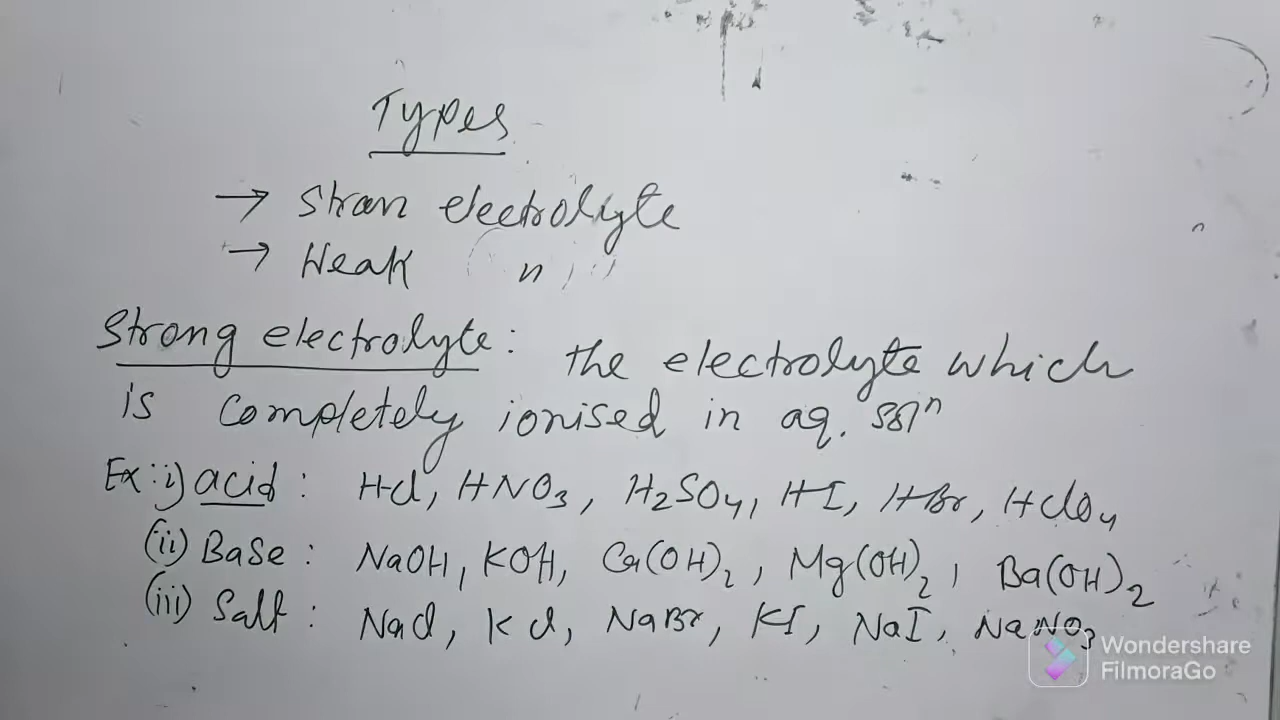 Types
→ Stran electrolyte
→ Weak "
Strong electrolyte: the electrolyte which
is completely ionised in aq. solⁿ
Ex: i) acid: HCl, HNO₃, H₂SO₄, HI, HBr, HClO₄
(ii) Base: NaOH, KOH, Ca(OH)₂, Mg(OH)₂, Ba(OH)₂
(iii) Salt: NaCl, KCl, NaBr, KI, NaI, NaNO₃
Wondershare
FilmoraGo